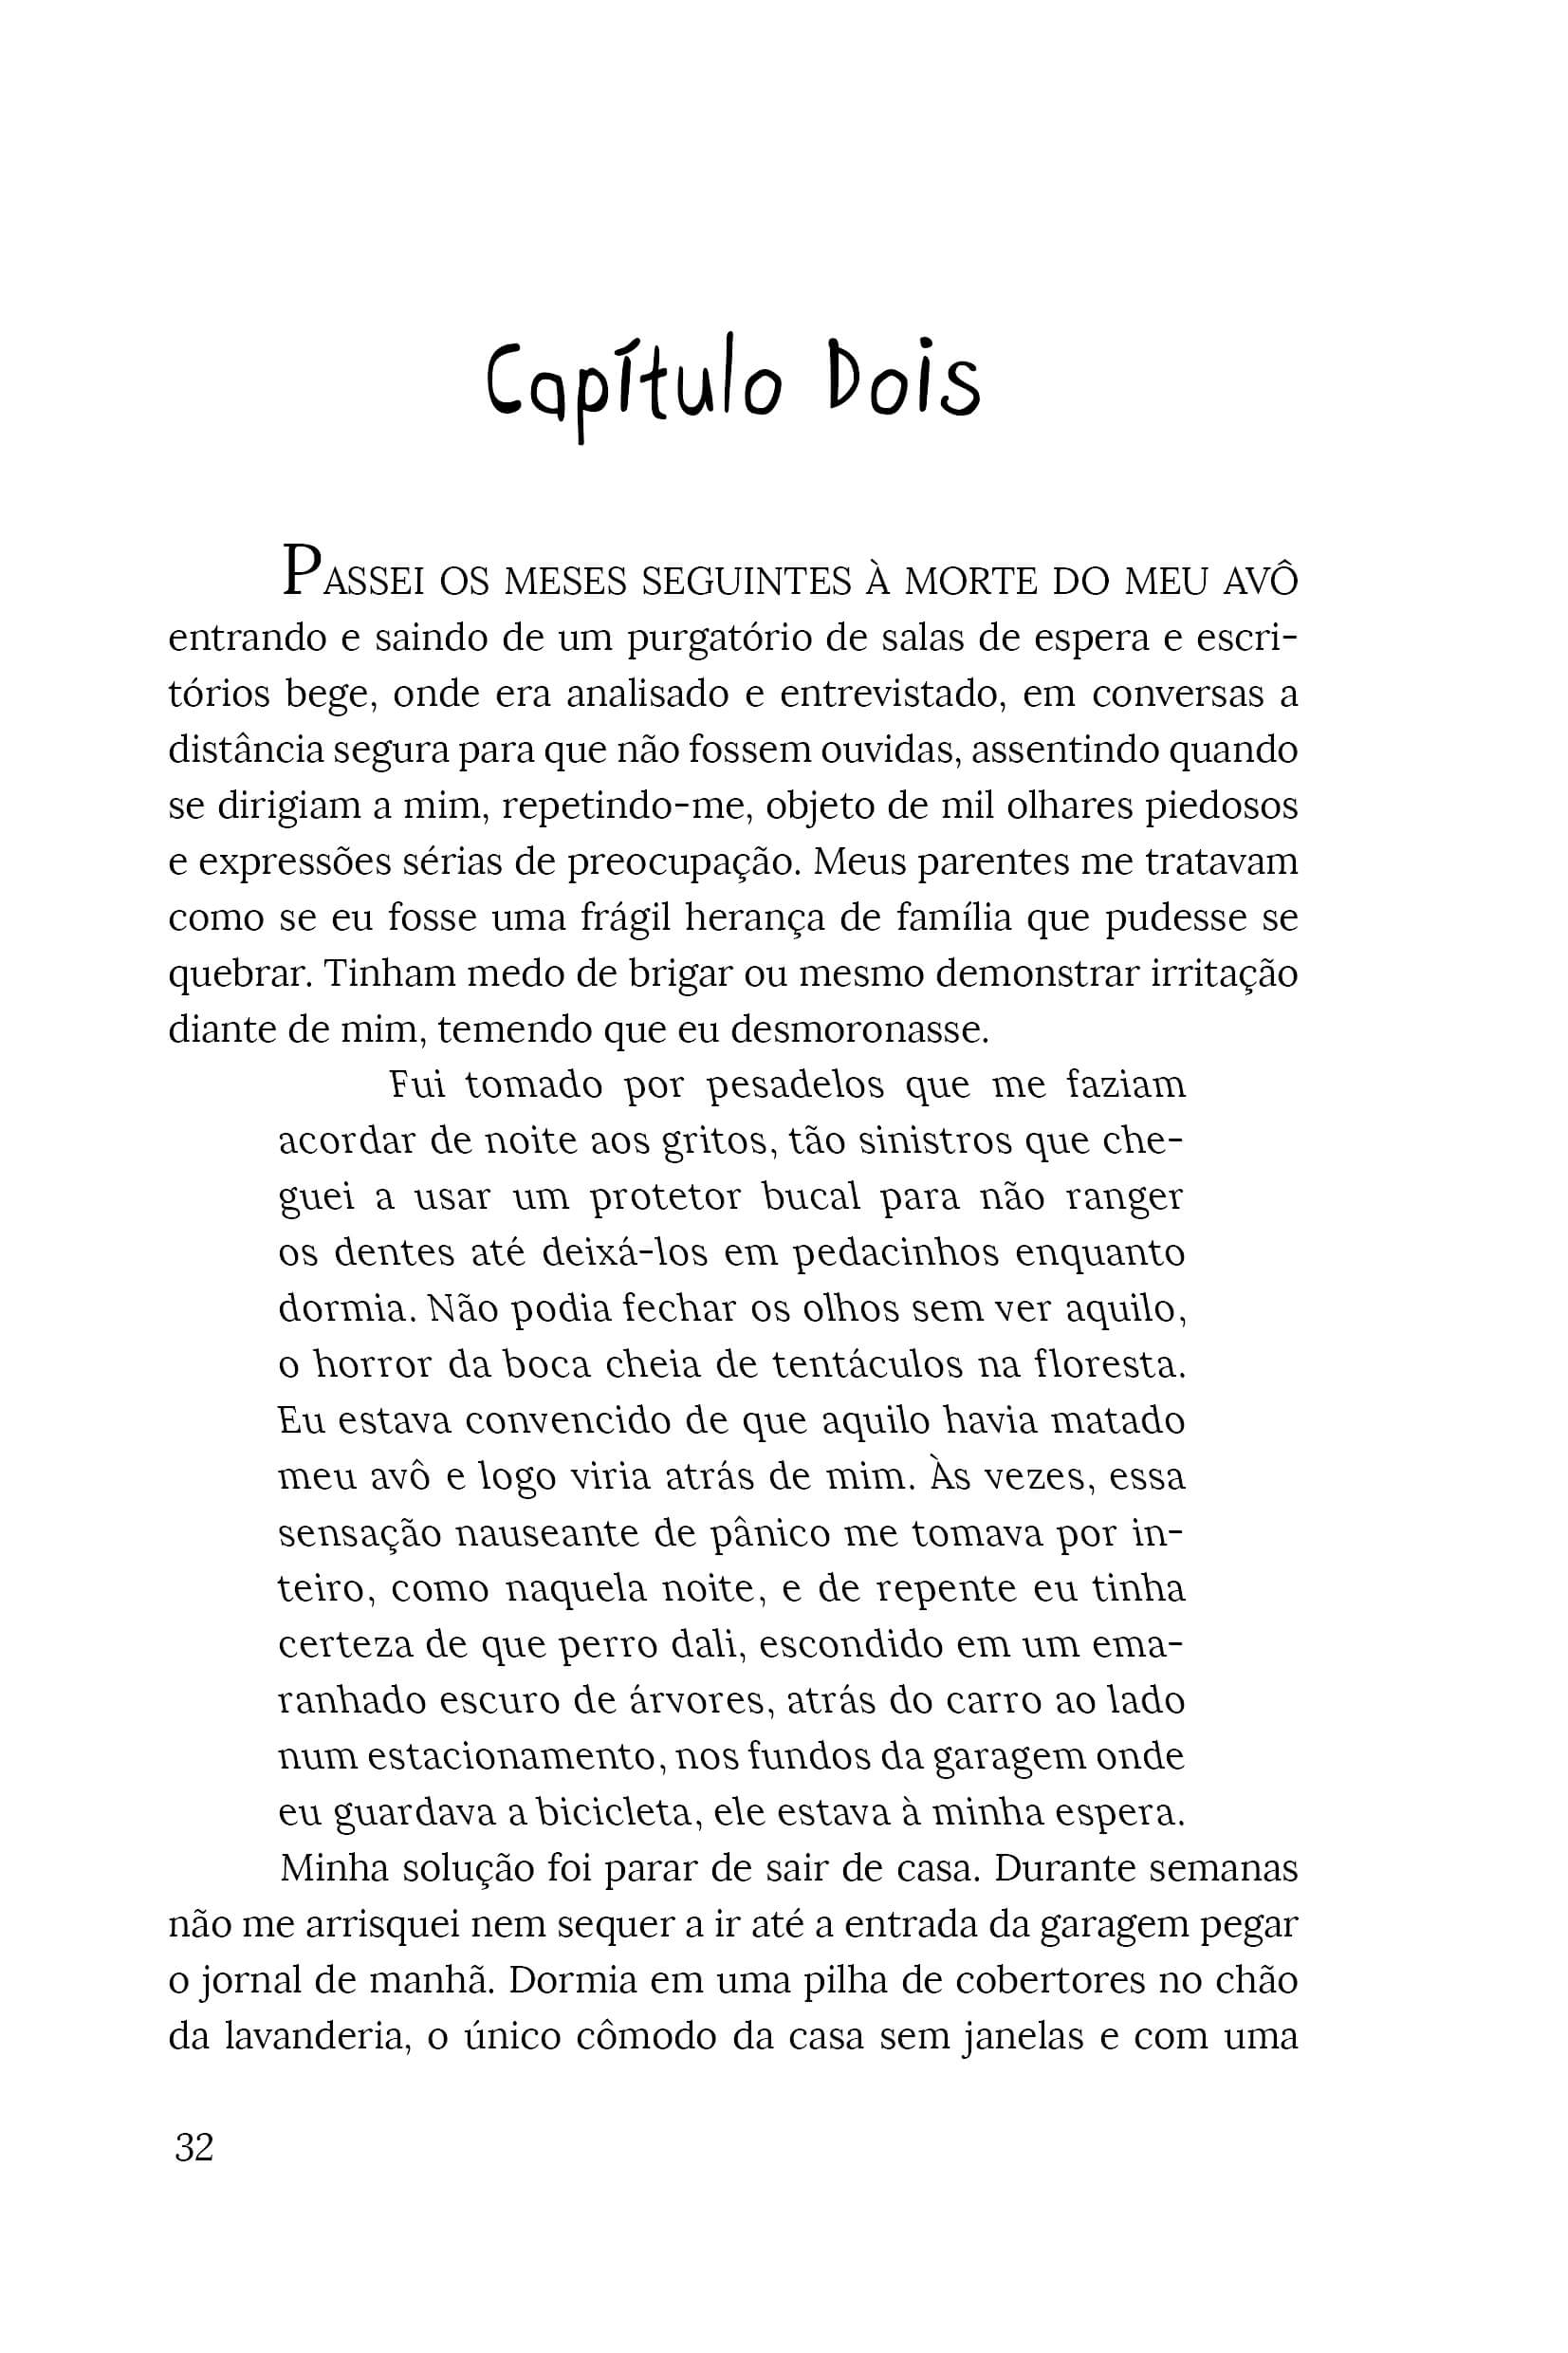 Capítulo Dois
PASSEI OS MESES SEGUINTES À MORTE DO MEU AVÔ
entrando e saindo de um purgatório de salas de espera e escri-
tórios bege, onde era analisado e entrevistado, em conversas a
distância segura para que não fossem ouvidas, assentindo quando
se dirigiam a mim, repetindo-me, objeto de mil olhares piedosos
e expressões sérias de preocupação. Meus parentes me tratavam
como se eu fosse uma frágil herança de família que pudesse se
quebrar. Tinham medo de brigar ou mesmo demonstrar irritação
diante de mim, temendo que eu desmoronasse.
Fui tomado por pesadelos que me faziam
acordar de noite aos gritos, tão sinistros que che-
guei a usar um protetor bucal para não ranger
os dentes até deixá-los em pedacinhos enquanto
dormia. Não podia fechar os olhos sem ver aquilo,
o horror da boca cheia de tentáculos na floresta.
Eu estava convencido de que aquilo havia matado
meu avô e logo viria atrás de mim. Às vezes, essa
sensação nauseante de pânico me tomava por in-
teiro, como naquela noite, e de repente eu tinha
certeza de que perro dali, escondido em um ema-
ranhado escuro de árvores, atrás do carro ao lado
num estacionamento, nos fundos da garagem onde
eu guardava a bicicleta, ele estava à minha espera.
Minha solução foi parar de sair de casa. Durante semanas
não me arrisquei nem sequer a ir até a entrada da garagem pegar
o jornal de manhã. Dormia em uma pilha de cobertores no chão
da lavanderia, o único cômodo da casa sem janelas e com uma
32